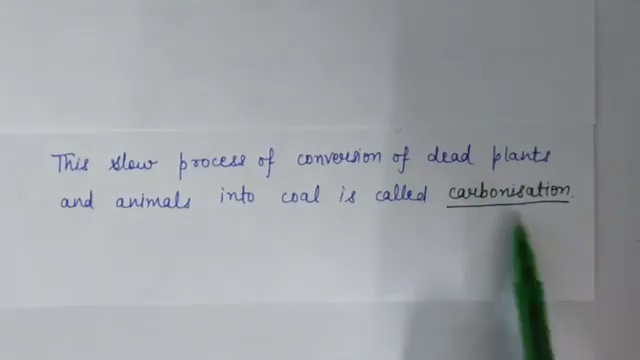 This slow process of conversion of dead plants
and animals into coal is called carbonisation.